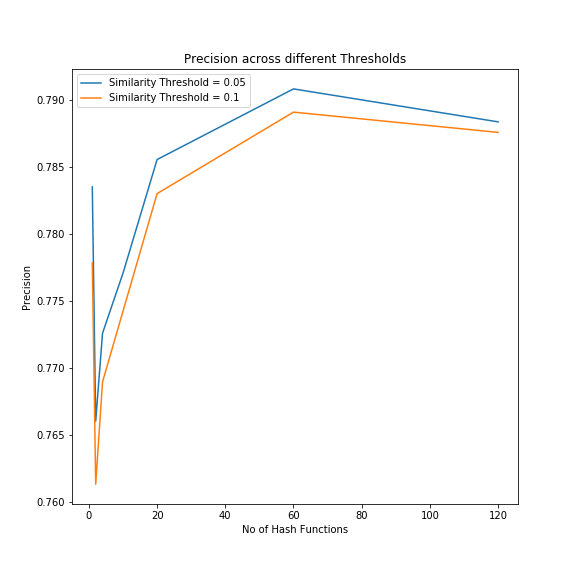 Precision across different Thresholds
Similarity Threshold = 0.05
Similarity Threshold = 0.1
0.790
0.785
0.780
0.775
0.770
0.765
0.760
Precision
0 20 40 60 80 100 120
No of Hash Functions